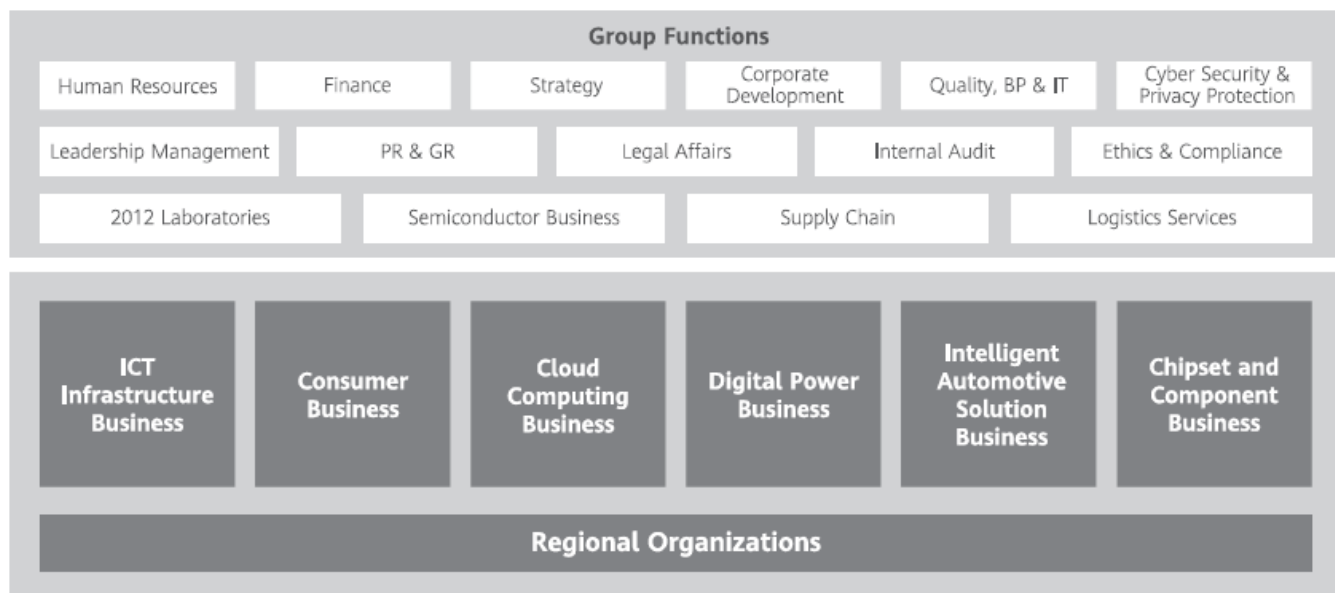 Group Functions
Human Resources
Finance
Strategy
Corporate
Development
Quality, BP & IT
Cyber Security &
Privacy Protection
Leadership Management
PR & GR
Legal Affairs
Internal Audit
Ethics & Compliance
2012 Laboratories
Semiconductor Business
Supply Chain
Logistics Services
ICT
Infrastructure
Business
Consumer
Business
Cloud
Computing
Business
Digital Power
Business
Intelligent
Automotive
Solution
Business
Chipset and
Component
Business
Regional Organizations